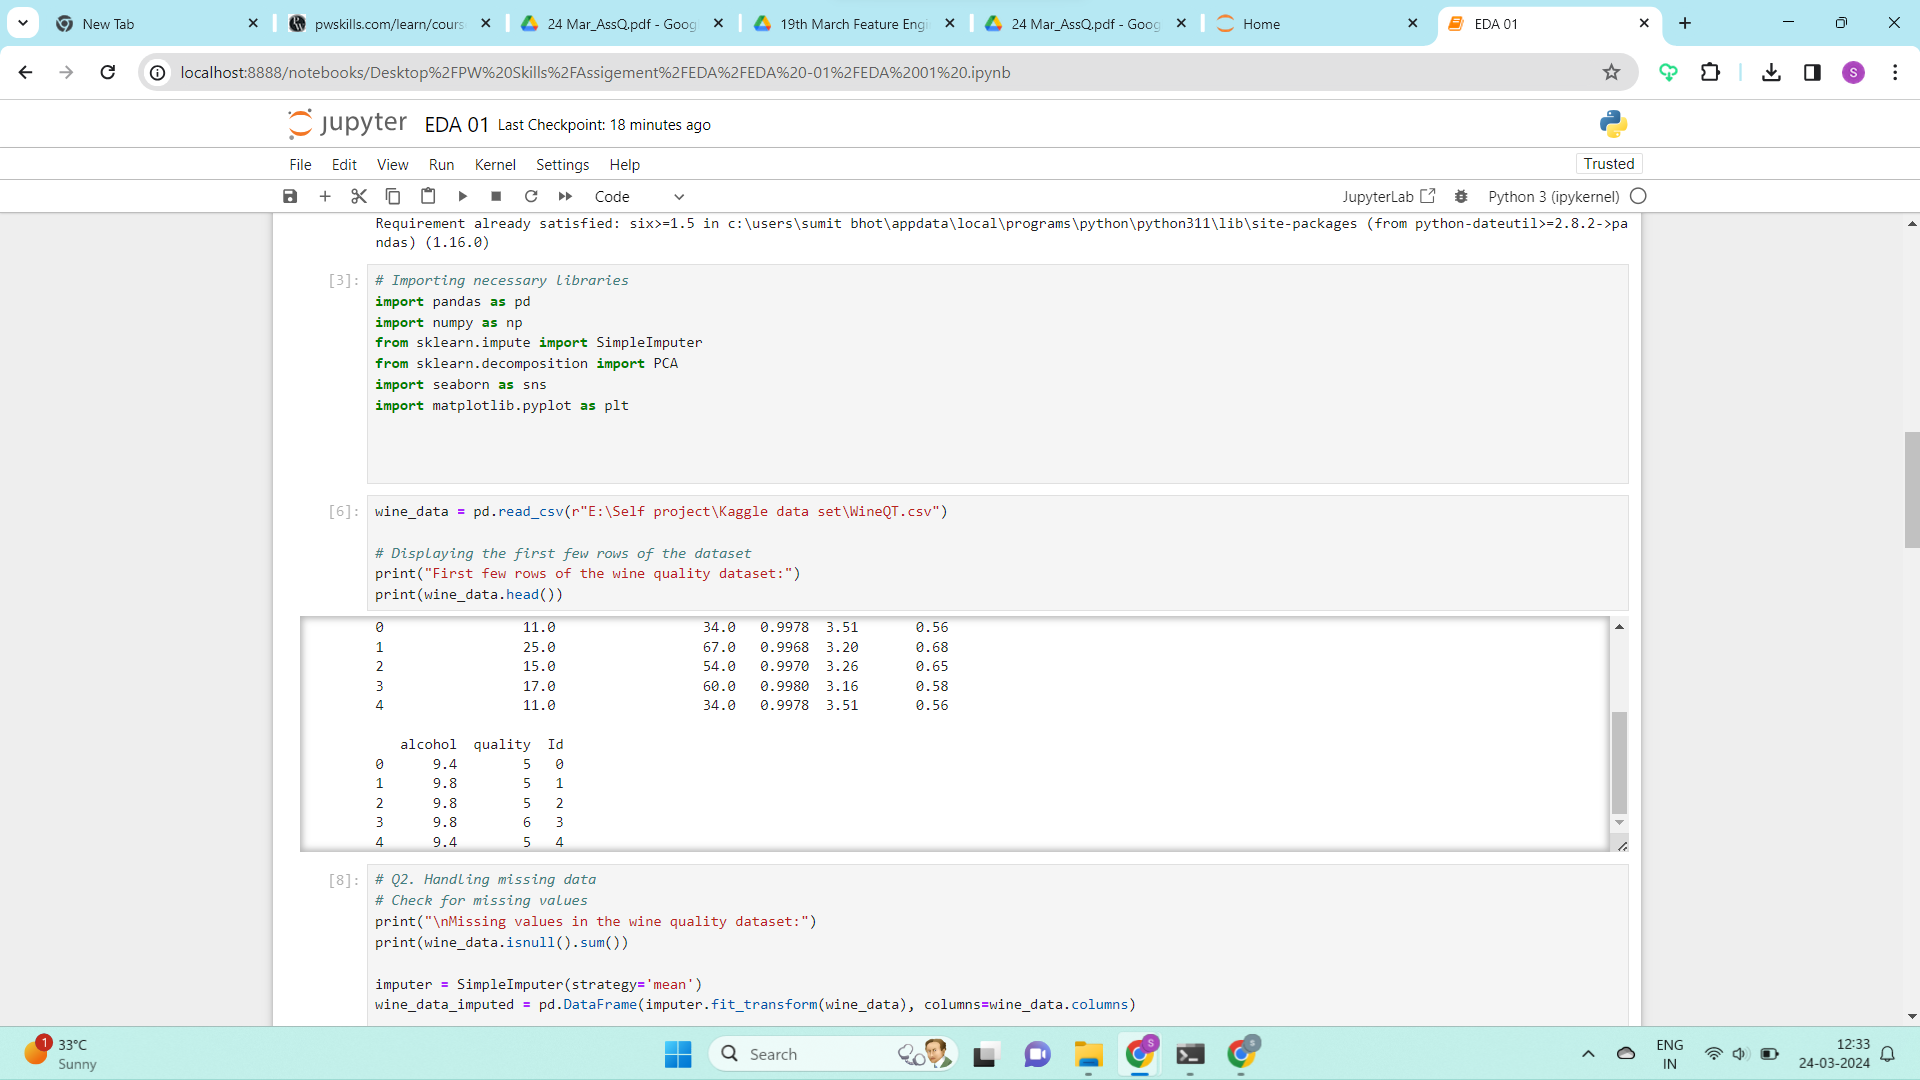 New Tab
pwskills.com/learn/cours
24 Mar_AssQ.pdf - Goog
19th March Feature Engi
24 Mar_AssQ.pdf - Goog
Home
EDA 01
localhost:8888/notebooks/Desktop%2FPW%20Skills%2FAssigement%2FEDA%2FEDA%20-01%2FEDA%2001%20.ipynb
S
jupyter EDA 01 Last Checkpoint: 18 minutes ago
File Edit View Run Kernel Settings Help
Trusted
Code
JupyterLab
Python 3 (ipykernel)
Requirement already satisfied: six>=1.5 in c:\users\sumit bhot\appdata\local\programs\python\python311\lib\site-packages (from python-dateutil>=2.8.2->pa
ndas) (1.16.0)
[3]: # Importing necessary libraries
import pandas as pd
import numpy as np
from sklearn.impute import SimpleImputer
from sklearn.decomposition import PCA
import seaborn as sns
import matplotlib.pyplot as plt
[6]: wine_data = pd.read_csv(r"E:\Self project\Kaggle data set\WineQT.csv")
# Displaying the first few rows of the dataset
print("First few rows of the wine quality dataset:")
print(wine_data.head())
0 11.0 34.0 0.9978 3.51 0.56
1 25.0 67.0 0.9968 3.20 0.68
2 15.0 54.0 0.9970 3.26 0.65
3 17.0 60.0 0.9980 3.16 0.58
4 11.0 34.0 0.9978 3.51 0.56
alcohol quality Id
0 9.4 5 0
1 9.8 5 1
2 9.8 5 2
3 9.8 6 3
4 9.4 5 4
[8]: # Q2. Handling missing data
# Check for missing values
print("\nMissing values in the wine quality dataset:")
print(wine_data.isnull().sum())
imputer = SimpleImputer(strategy='mean')
wine_data_imputed = pd.DataFrame(imputer.fit_transform(wine_data), columns=wine_data.columns)
1
33°C
Sunny
Search
S
S
ENG
IN
12:33
24-03-2024